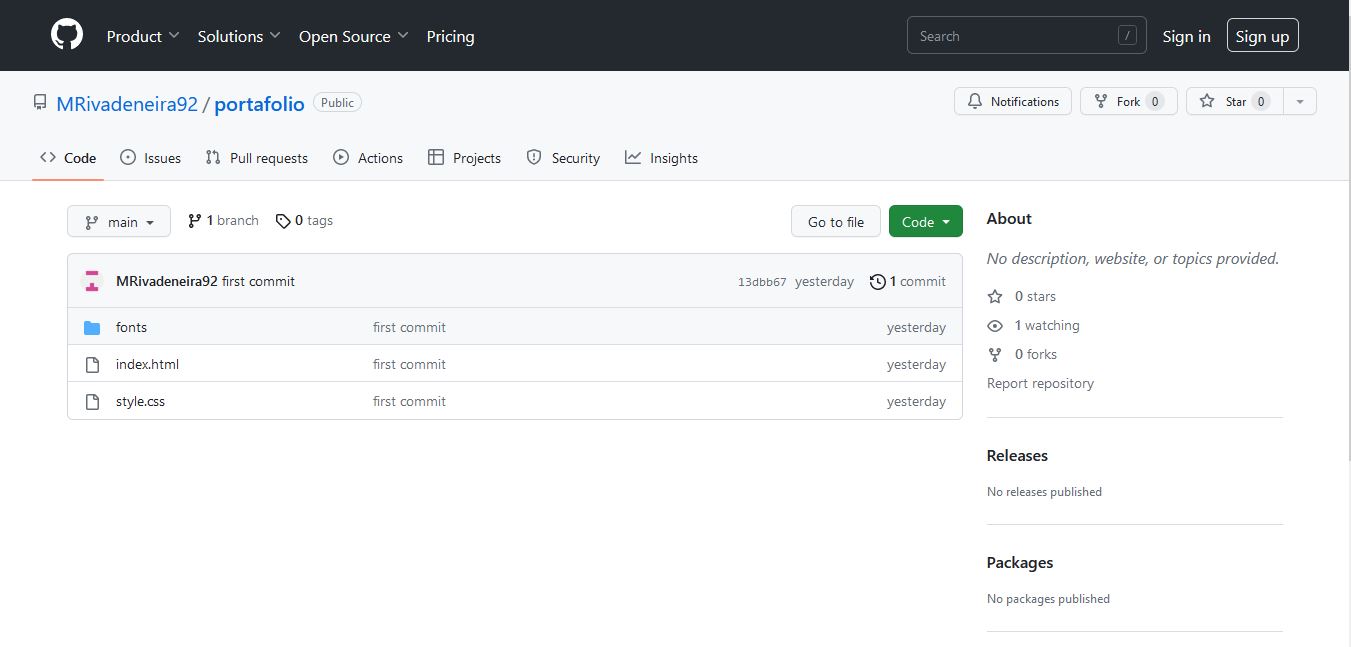 Product Solutions Open Source Pricing Search / Sign in Sign up
MRivadeneira92 / portafolio Public Notifications Fork 0 Star 0
Code Issues Pull requests Actions Projects Security Insights
main 1 branch 0 tags Go to file Code
MRivadeneira92 first commit 13dbb67 yesterday 1 commit
fonts first commit yesterday
index.html first commit yesterday
style.css first commit yesterday
About
No description, website, or topics provided.
0 stars
1 watching
0 forks
Report repository
Releases
No releases published
Packages
No packages published